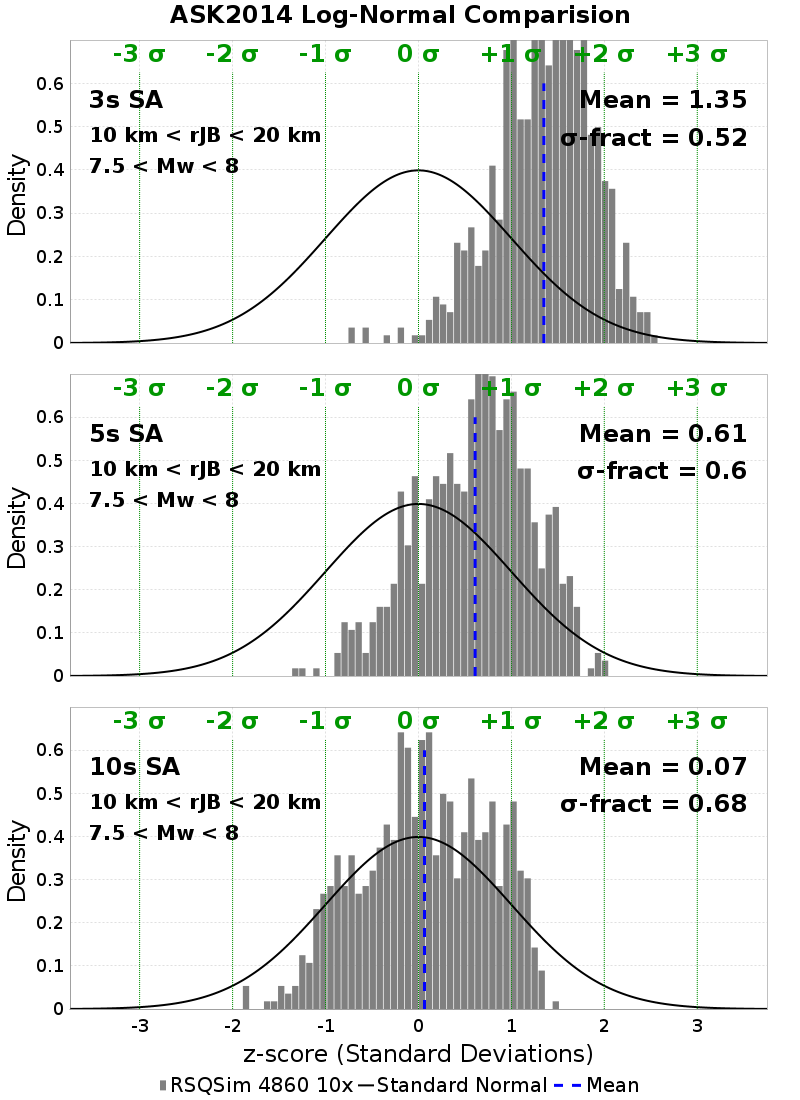 ASK2014 Log-Normal Comparision
-3 σ -2 σ -1 σ 0 σ +1 σ +2 σ +3 σ
3s SA
10 km < rJB < 20 km
7.5 < Mw < 8
Mean = 1.35
σ-fract = 0.52
Density
0.6
0.5
0.4
0.3
0.2
0.1
0
-3 σ -2 σ -1 σ 0 σ +1 σ +2 σ +3 σ
5s SA
10 km < rJB < 20 km
7.5 < Mw < 8
Mean = 0.61
σ-fract = 0.6
Density
0.6
0.5
0.4
0.3
0.2
0.1
0
-3 σ -2 σ -1 σ 0 σ +1 σ +2 σ +3 σ
10s SA
10 km < rJB < 20 km
7.5 < Mw < 8
Mean = 0.07
σ-fract = 0.68
Density
0.6
0.5
0.4
0.3
0.2
0.1
0
-3 -2 -1 0 1 2 3
z-score (Standard Deviations)
RSQSim 4860 10x Standard Normal Mean